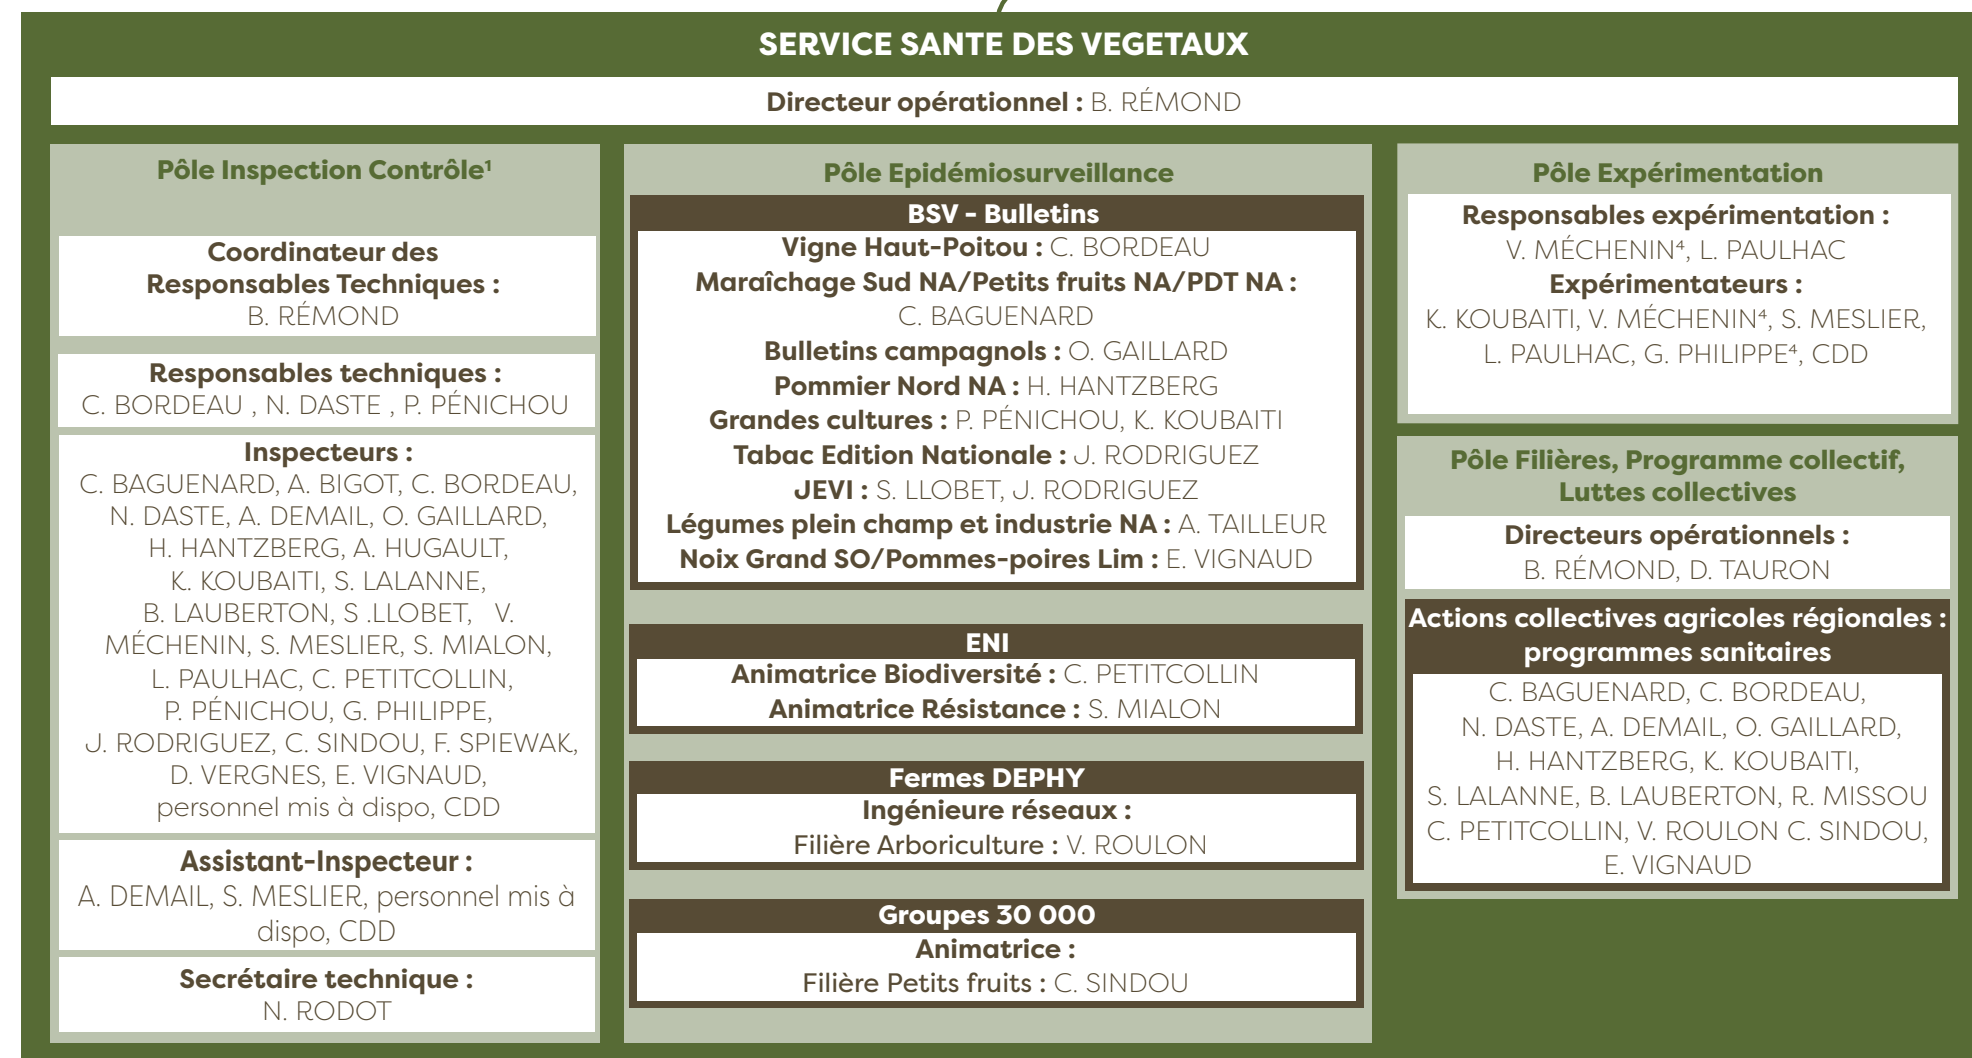 SERVICE SANTE DES VEGETAUX
Directeur opérationnel : B. RÉMOND
Pôle Inspection Contrôle¹
Coordinateur des
Responsables Techniques :
B. RÉMOND
Responsables techniques :
C. BORDEAU , N. DASTE , P. PÉNICHOU
Inspecteurs :
C. BAGUENARD, A. BIGOT, C. BORDEAU,
N. DASTE, A. DEMAIL, O. GAILLARD,
H. HANTZBERG, A. HUGAULT,
K. KOUBAITI, S. LALANNE,
B. LAUBERTON, S .LLOBET, V.
MÉCHENIN, S. MESLIER, S. MIALON,
L. PAULHAC, C. PETITCOLLIN,
P. PÉNICHOU, G. PHILIPPE,
J. RODRIGUEZ, C. SINDOU, F. SPIEWAK,
D. VERGNES, E. VIGNAUD,
personnel mis à dispo, CDD
Assistant-Inspecteur :
A. DEMAIL, S. MESLIER, personnel mis à
dispo, CDD
Secrétaire technique :
N. RODOT
Pôle Epidémiosurveillance
BSV - Bulletins
Vigne Haut-Poitou : C. BORDEAU
Maraîchage Sud NA/Petits fruits NA/PDT NA :
C. BAGUENARD
Bulletins campagnols : O. GAILLARD
Pommier Nord NA : H. HANTZBERG
Grandes cultures : P. PÉNICHOU, K. KOUBAITI
Tabac Edition Nationale : J. RODRIGUEZ
JEVI : S. LLOBET, J. RODRIGUEZ
Légumes plein champ et industrie NA : A. TAILLEUR
Noix Grand SO/Pommes-poires Lim : E. VIGNAUD
ENI
Animatrice Biodiversité : C. PETITCOLLIN
Animatrice Résistance : S. MIALON
Fermes DEPHY
Ingénieure réseaux :
Filière Arboriculture : V. ROULON
Groupes 30 000
Animatrice :
Filière Petits fruits : C. SINDOU
Pôle Expérimentation
Responsables expérimentation :
V. MÉCHENIN⁴, L. PAULHAC
Expérimentateurs :
K. KOUBAITI, V. MÉCHENIN⁴, S. MESLIER,
L. PAULHAC, G. PHILIPPE⁴, CDD
Pôle Filières, Programme collectif,
Luttes collectives
Directeurs opérationnels :
B. RÉMOND, D. TAURON
Actions collectives agricoles régionales :
programmes sanitaires
C. BAGUENARD, C. BORDEAU,
N. DASTE, A. DEMAIL, O. GAILLARD,
H. HANTZBERG, K. KOUBAITI,
S. LALANNE, B. LAUBERTON, R. MISSOU
C. PETITCOLLIN, V. ROULON C. SINDOU,
E. VIGNAUD